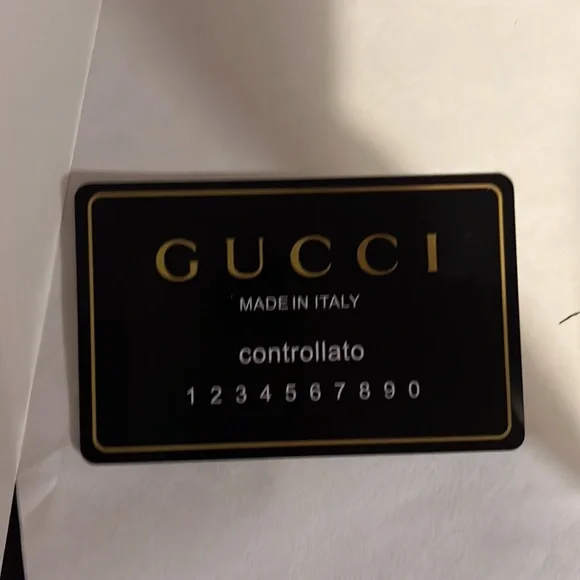 GUCCI
MADE IN ITALY
controllato
1 2 3 4 5 6 7 8 9 0